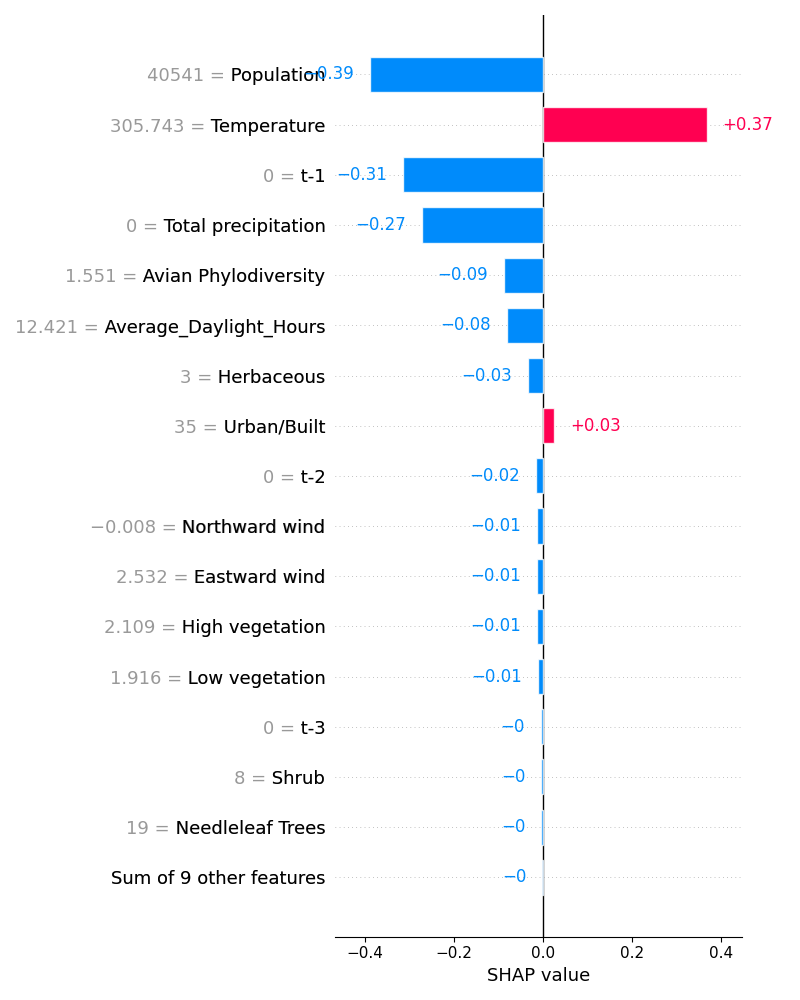 40541 = Population −0.39
305.743 = Temperature +0.37
0 = t-1 −0.31
0 = Total precipitation −0.27
1.551 = Avian Phylodiversity −0.09
12.421 = Average_Daylight_Hours −0.08
3 = Herbaceous −0.03
35 = Urban/Built +0.03
0 = t-2 −0.02
−0.008 = Northward wind −0.01
2.532 = Eastward wind −0.01
2.109 = High vegetation −0.01
1.916 = Low vegetation −0.01
0 = t-3 −0
8 = Shrub −0
19 = Needleleaf Trees −0
Sum of 9 other features −0
−0.4 −0.2 0.0 0.2 0.4
SHAP value